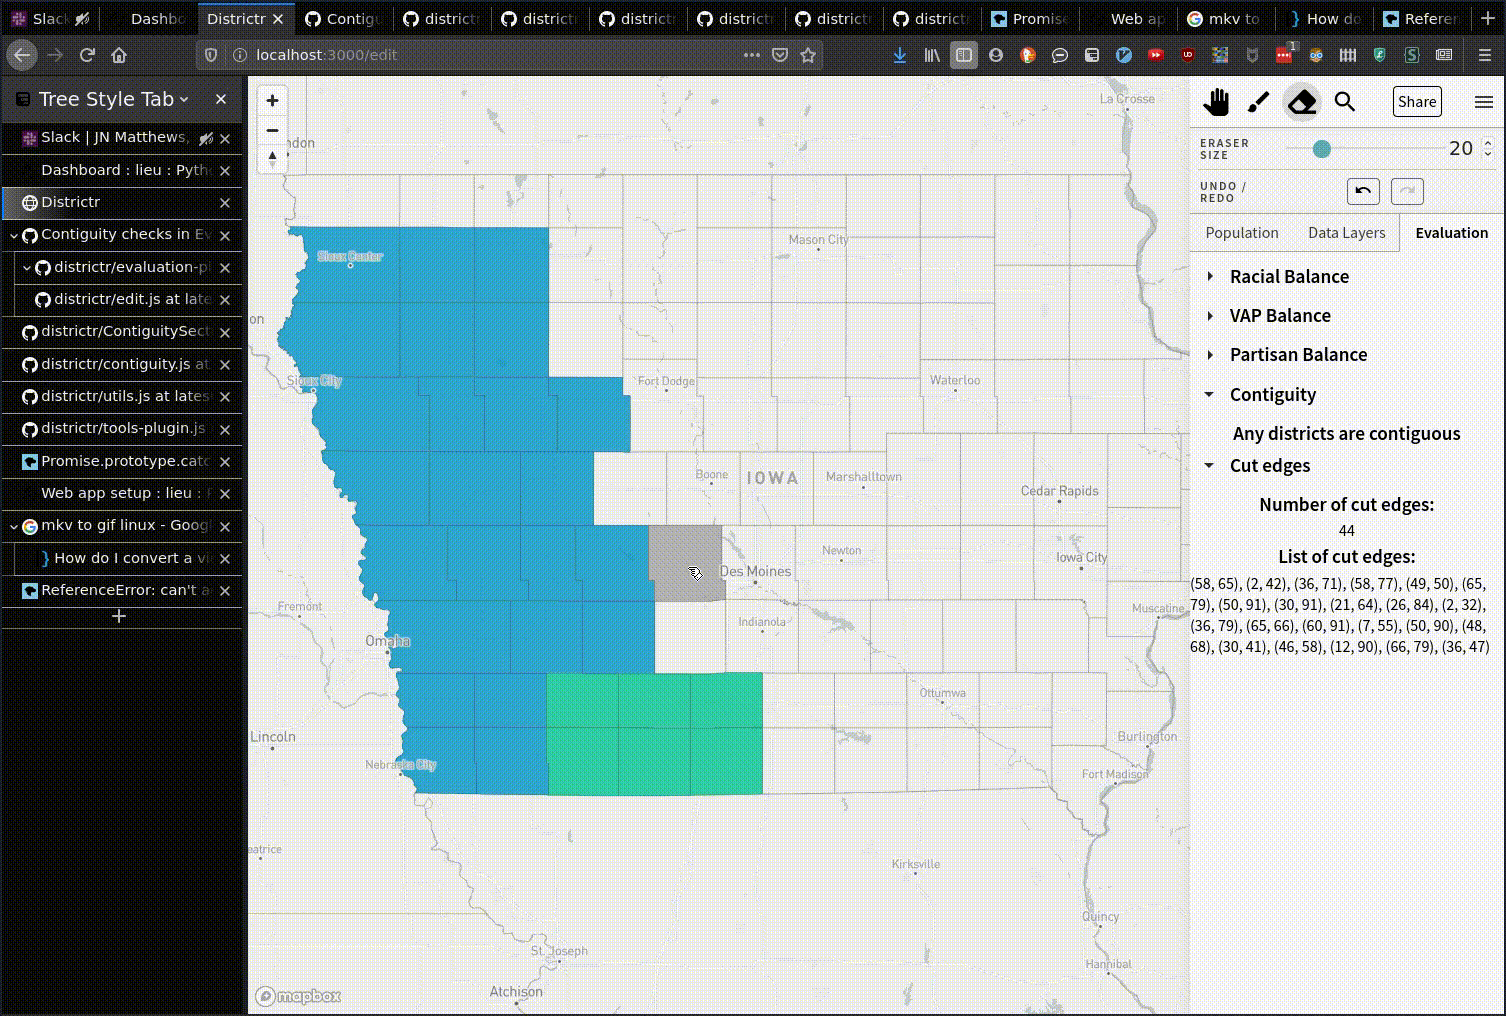 Slack
Dashbo
Districtr
Contigu
district
district
district
district
district
district
Promise
Web ap
mkv to
How do
Referen
localhost:3000/edit
1
Tree Style Tab
Slack | JN Matthews,
Dashboard : lieu : Pyth
Districtr
Contiguity checks in Ev
districtr/evaluation-pl
districtr/edit.js at late
districtr/ContiguitySect
districtr/contiguity.js at
districtr/utils.js at lates
districtr/tools-plugin.js
Promise.prototype.catc
Web app setup : lieu :
mkv to gif linux - Goog
How do I convert a vi
ReferenceError: can't a
La Crosse
ndon
Mason City
Sioux Center
on
Sioux City
Fort Dodge
Waterloo
Boone
IOWA
Marshalltown
Cedar Rapids
Newton
Iowa City
Des Moines
Fremont
Muscatine
Indianola
Omaha
Ottumwa
Lincoln
Burlington
Nebraska City
Fort Madison
eatrice
Kirksville
Quincy
St. Joseph
Hannibal
Atchison
mapbox
Share
ERASER
SIZE
20
UNDO /
REDO
Population
Data Layers
Evaluation
Racial Balance
VAP Balance
Partisan Balance
Contiguity
Any districts are contiguous
Cut edges
Number of cut edges:
44
List of cut edges:
(58, 65), (2, 42), (36, 71), (58, 77), (49, 50), (65,
79), (50, 91), (30, 91), (21, 64), (26, 84), (2, 32),
(36, 79), (65, 66), (60, 91), (7, 55), (50, 90), (48,
68), (30, 41), (46, 58), (12, 90), (66, 79), (36, 47)